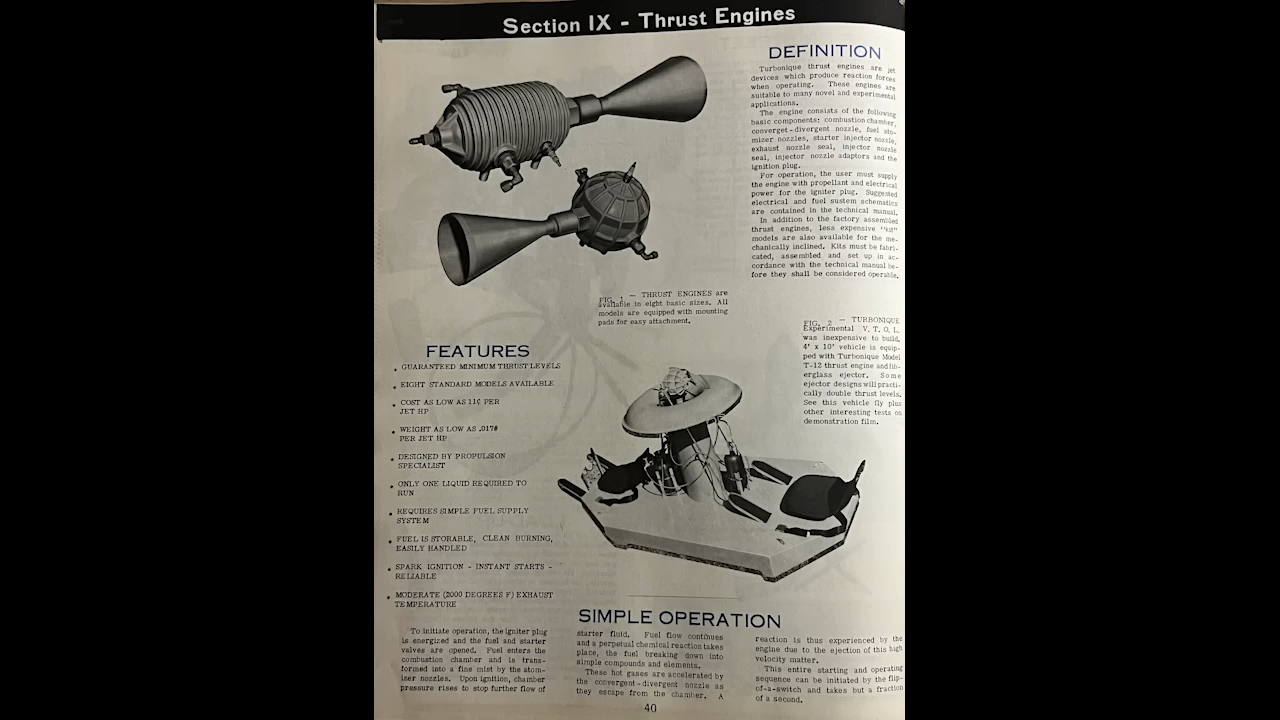 Section IX - Thrust Engines
DEFINITION
Turbonique thrust engines are jet
devices which produce reaction forces
when operating. These engines are
suitable to many novel and experimental
applications.
The engine consists of the following
basic components: combustion chamber,
converget-divergent nozzle, fuel ato-
mizer nozzles, starter injector nozzle,
exhaust nozzle seal, injector nozzle
seal, injector nozzle adaptors and the
ignition plug.
For operation, the user must supply
the engine with propellant and electrical
power for the igniter plug. Suggested
electrical and fuel sustem schematics
are contained in the technical manual.
In addition to the factory assembled
thrust engines, less expensive "kit"
models are also available for the me-
chanically inclined. Kits must be fabri-
cated, assembled and set up in ac-
cordance with the technical manual be-
fore they shall be considered operable.
FIG. 1 — THRUST ENGINES are
available in eight basic sizes. All
models are equipped with mounting
pads for easy attachment.
FIG. 2 — TURBONIQUE
Experimental V. T. O. L.
was inexpensive to build.
4' x 10' vehicle is equip-
ped with Turbonique Model
T-12 thrust engine and fib-
erglass ejector. Some
ejector designs will practi-
cally double thrust levels.
See this vehicle fly plus
other interesting tests on
demonstration film.
FEATURES
• GUARANTEED MINIMUM THRUST LEVELS
• EIGHT STANDARD MODELS AVAILABLE
• COST AS LOW AS 11¢ PER
JET HP
• WEIGHT AS LOW AS .017#
PER JET HP
• DESIGNED BY PROPULSION
SPECIALIST
• ONLY ONE LIQUID REQUIRED TO
RUN
• REQUIRES SIMPLE FUEL SUPPLY
SYSTEM
• FUEL IS STORABLE, CLEAN BURNING,
EASILY HANDLED
• SPARK IGNITION - INSTANT STARTS -
RELIABLE
• MODERATE (2000 DEGREES F) EXHAUST
TEMPERATURE
SIMPLE OPERATION
To initiate operation, the igniter plug
is energized and the fuel and starter
valves are opened. Fuel enters the
combustion chamber and is trans-
formed into a fine mist by the atom-
izer nozzles. Upon ignition, chamber
pressure rises to stop further flow of
starter fluid. Fuel flow continues
and a perpetual chemical reaction takes
place, the fuel breaking down into
simple compounds and elements.
These hot gases are accelerated by
the convergent-divergent nozzle as
they escape from the chamber. A
reaction is thus experienced by the
engine due to the ejection of this high
velocity matter.
This entire starting and operating
sequence can be initiated by the flip-
of-a-switch and takes but a fraction
of a second.
40